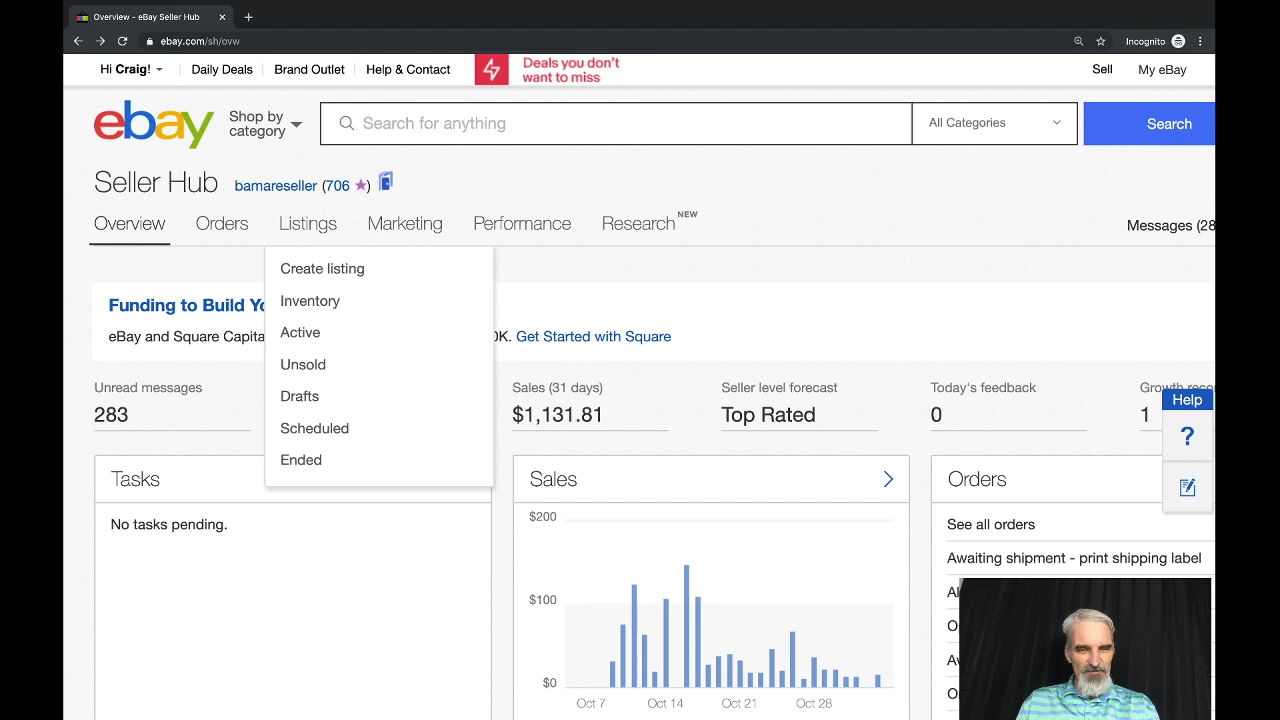 Overview - eBay Seller Hub
ebay.com/sh/ovw
Incognito
Hi Craig!
Daily Deals
Brand Outlet
Help & Contact
Deals you don't
want to miss
Sell
My eBay
ebay
Shop by
category
Search for anything
All Categories
Search
Seller Hub
bamareseller (706
)
Overview
Orders
Listings
Marketing
Performance
Research NEW
Messages (28
Create listing
Inventory
Active
Unsold
Drafts
Scheduled
Ended
Funding to Build Yo
eBay and Square Capita
0K. Get Started with Square
Unread messages
283
Sales (31 days)
$1,131.81
Seller level forecast
Top Rated
Today's feedback
0
Growth reco
1
Help
?
Tasks
No tasks pending.
Sales
$200
$100
$0
Oct 7
Oct 14
Oct 21
Oct 28
Orders
See all orders
Awaiting shipment - print shipping label